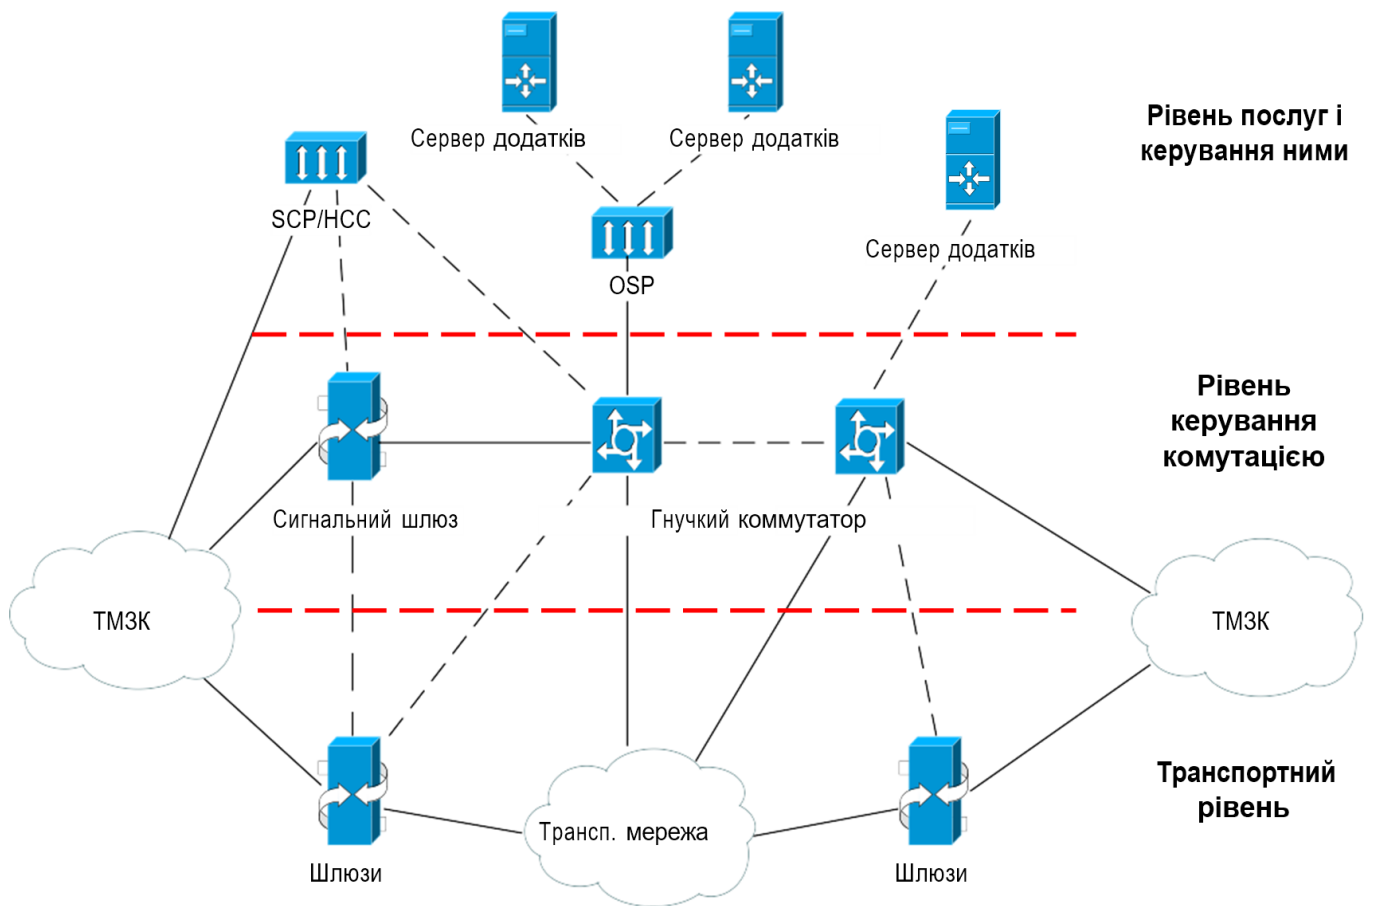 Сервер додатків
Сервер додатків
Рівень послуг і
керування ними
SCP/НСС
Сервер додатків
OSP
Рівень
керування
комутацією
Сигнальний шлюз
Гнучкий коммутатор
ТМЗК
ТМЗК
Транспортний
рівень
Трансп. мережа
Шлюзи
Шлюзи